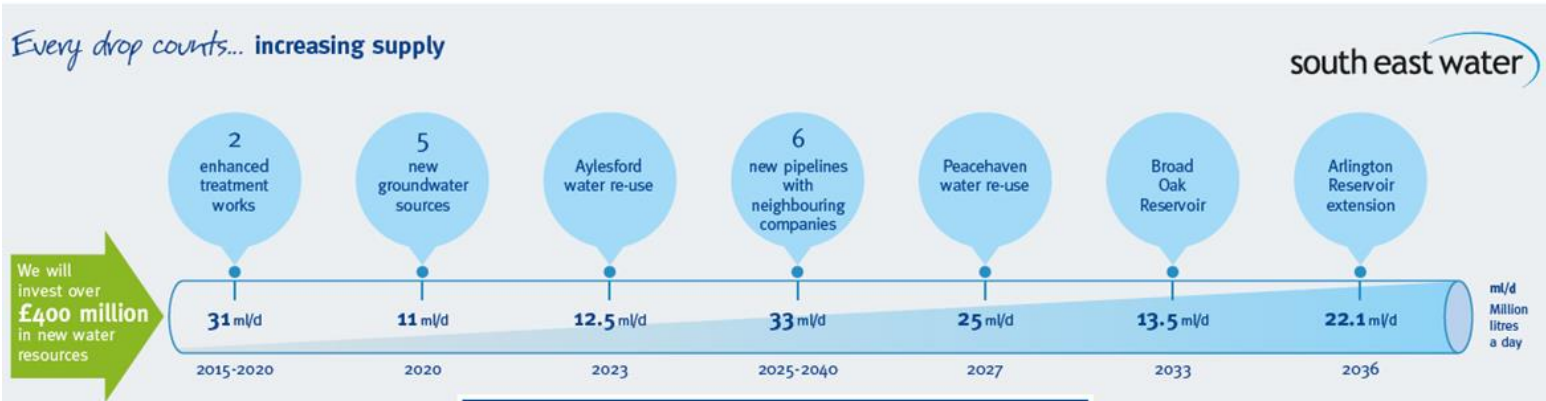 Every drop counts... increasing supply
south east water
2
enhanced
treatment
works
5
new
groundwater
sources
Aylesford
water re-use
6
new pipelines
with
neighbouring
companies
Peacehaven
water re-use
Broad
Oak
Reservoir
Arlington
Reservoir
extension
We will
invest over
£400 million
in new water
resources
31 ml/d
11 ml/d
12.5 ml/d
33 ml/d
25 ml/d
13.5 ml/d
22.1 ml/d
ml/d
Million
litres
a day
2015-2020
2020
2023
2025-2040
2027
2033
2036